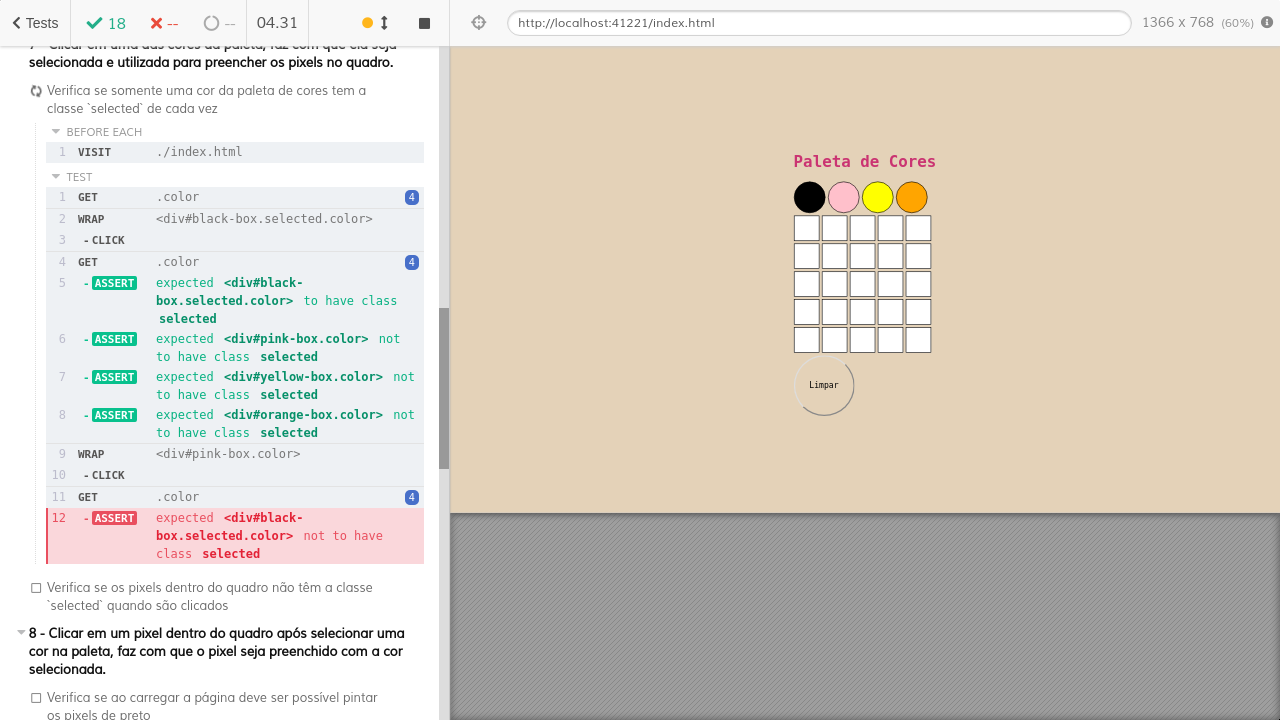 Tests 18 -- -- 04.31
http://localhost:41221/index.html 1366 x 768 (60%)
7 - Clicar em uma das cores da paleta, faz com que ela seja
selecionada e utilizada para preencher os pixels no quadro.
Verifica se somente uma cor da paleta de cores tem a
classe `selected` de cada vez
BEFORE EACH
1 VISIT ./index.html
TEST
1 GET .color 4
2 WRAP <div#black-box.selected.color>
3 -CLICK
4 GET .color 4
5 -ASSERT expected <div#black-
box.selected.color> to have class
selected
6 -ASSERT expected <div#pink-box.color> not
to have class selected
7 -ASSERT expected <div#yellow-box.color> not
to have class selected
8 -ASSERT expected <div#orange-box.color> not
to have class selected
9 WRAP <div#pink-box.color>
10 -CLICK
11 GET .color 4
12 -ASSERT expected <div#black-
box.selected.color> not to have
class selected
Verifica se os pixels dentro do quadro não têm a classe
`selected` quando são clicados
8 - Clicar em um pixel dentro do quadro após selecionar uma
cor na paleta, faz com que o pixel seja preenchido com a cor
selecionada.
Verifica se ao carregar a página deve ser possível pintar
os pixels de preto
Paleta de Cores
Limpar